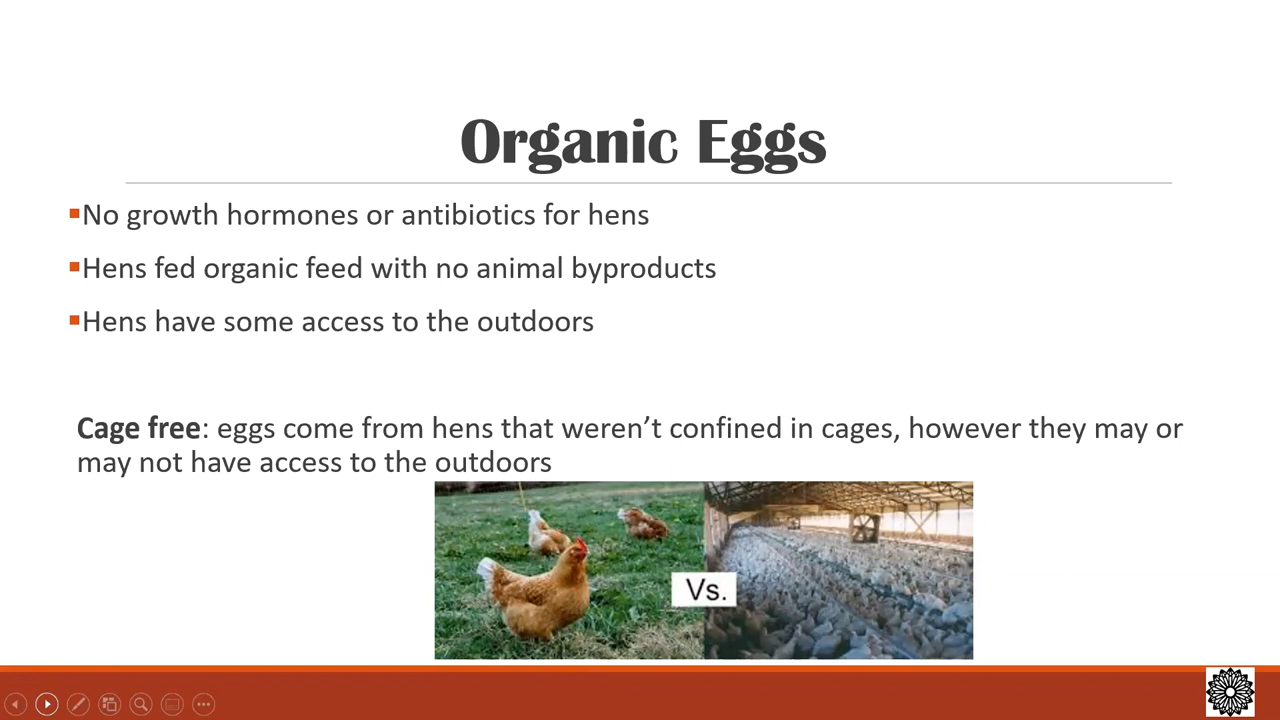 Organic Eggs
No growth hormones or antibiotics for hens
Hens fed organic feed with no animal byproducts
Hens have some access to the outdoors
Cage free: eggs come from hens that weren’t confined in cages, however they may or
may not have access to the outdoors
Vs.